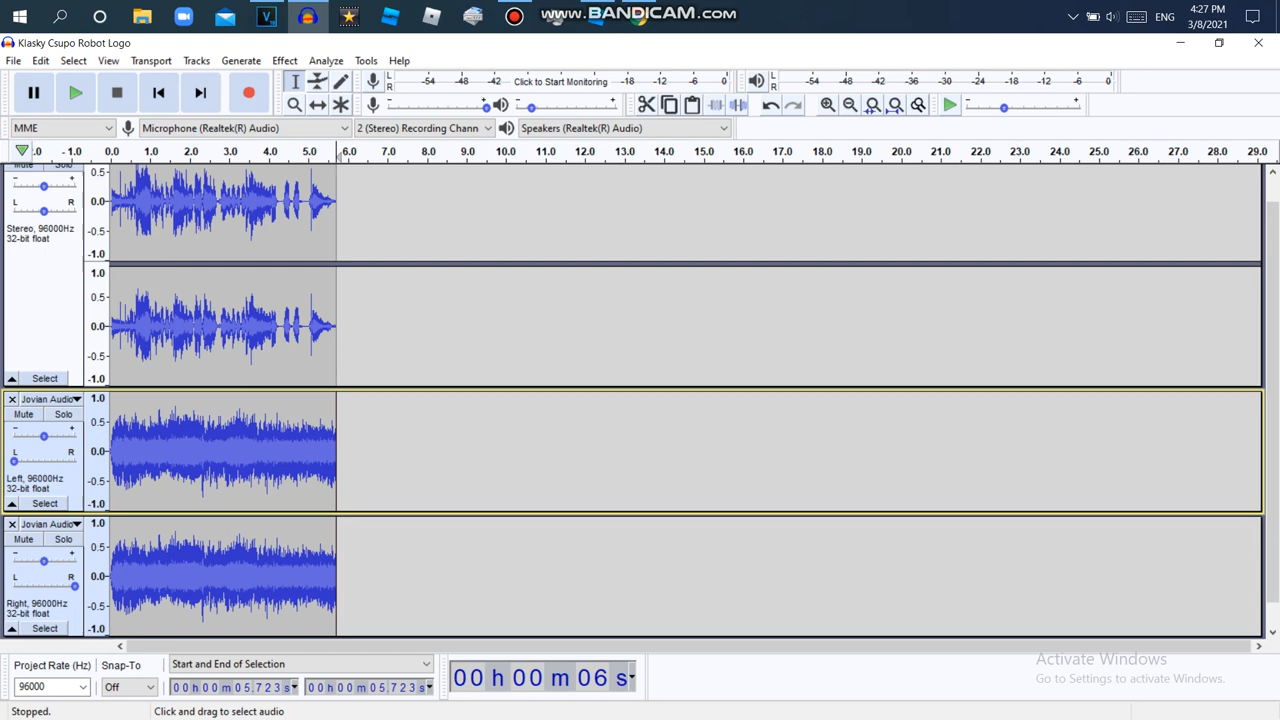 www.BANDICAM.com
ENG
4:27 PM
3/8/2021
Klasky Csupo Robot Logo
File Edit Select View Transport Tracks Generate Effect Analyze Tools Help
L R -54 -48 -42 Click to Start Monitoring -18 -12 -6 0
L R -54 -48 -42 -36 -30 -24 -18 -12 -6 0
MME Microphone (Realtek(R) Audio) 2 (Stereo) Recording Chann Speakers (Realtek(R) Audio)
-1.0 0.0 1.0 2.0 3.0 4.0 5.0 6.0 7.0 8.0 9.0 10.0 11.0 12.0 13.0 14.0 15.0 16.0 17.0 18.0 19.0 20.0 21.0 22.0 23.0 24.0 25.0 26.0 27.0 28.0 29.0
Mute Solo
- +
L R
Stereo, 96000Hz
32-bit float
0.5
0.0
-0.5
-1.0
1.0
0.5
0.0
-0.5
-1.0
Select
Jovian Audio
Mute Solo
- +
L R
Left, 96000Hz
32-bit float
Select
1.0
0.5
0.0
-0.5
-1.0
Jovian Audio
Mute Solo
- +
L R
Right, 96000Hz
32-bit float
Select
1.0
0.5
0.0
-0.5
-1.0
Project Rate (Hz) Snap-To Start and End of Selection
96000 Off 00 h 00 m 05.723 s 00 h 00 m 05.723 s
00 h 00 m 06 s
Activate Windows
Go to Settings to activate Windows.
Stopped. Click and drag to select audio